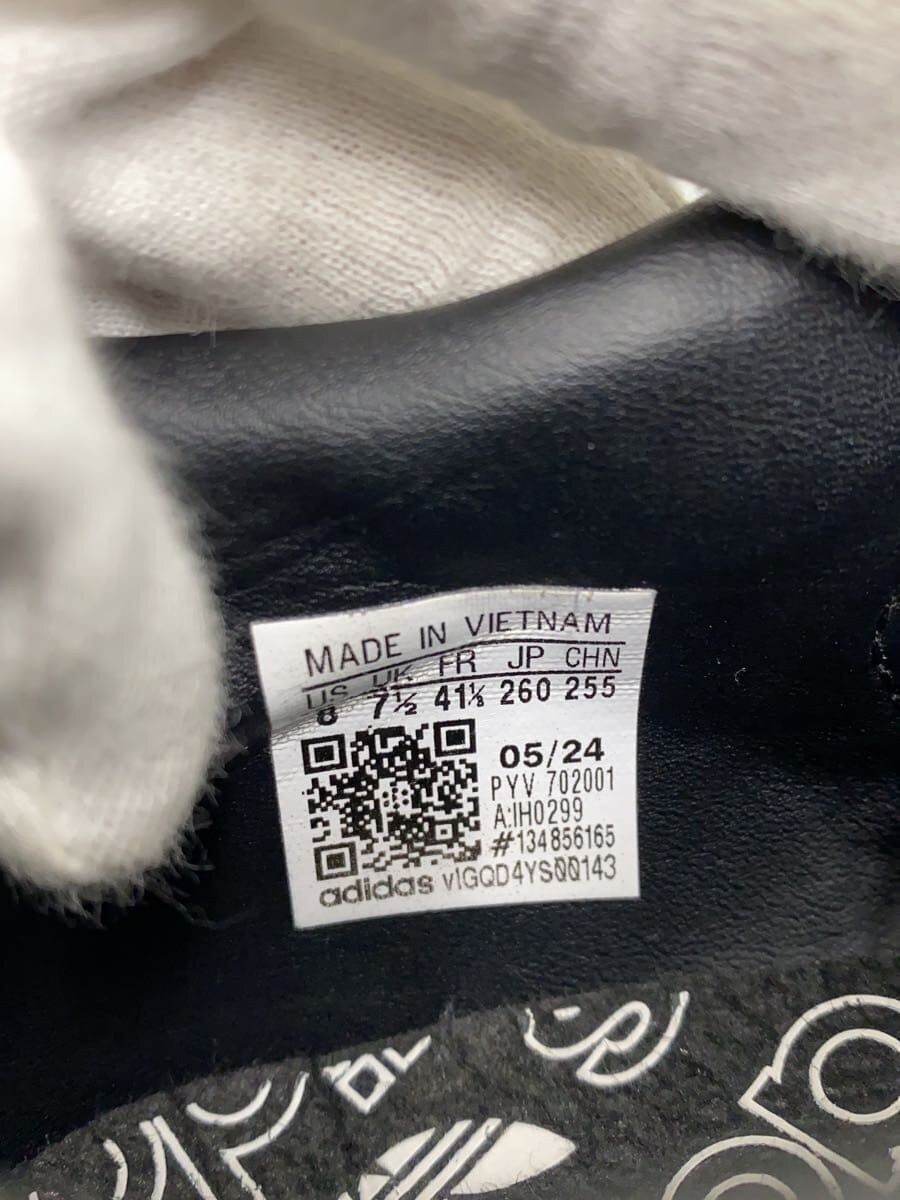 MADE IN VIETNAM
US UK FR JP CHN
8 7½ 41⅓ 260 255
05/24
PYV 702001
A:IH0299
#134856165
adidas